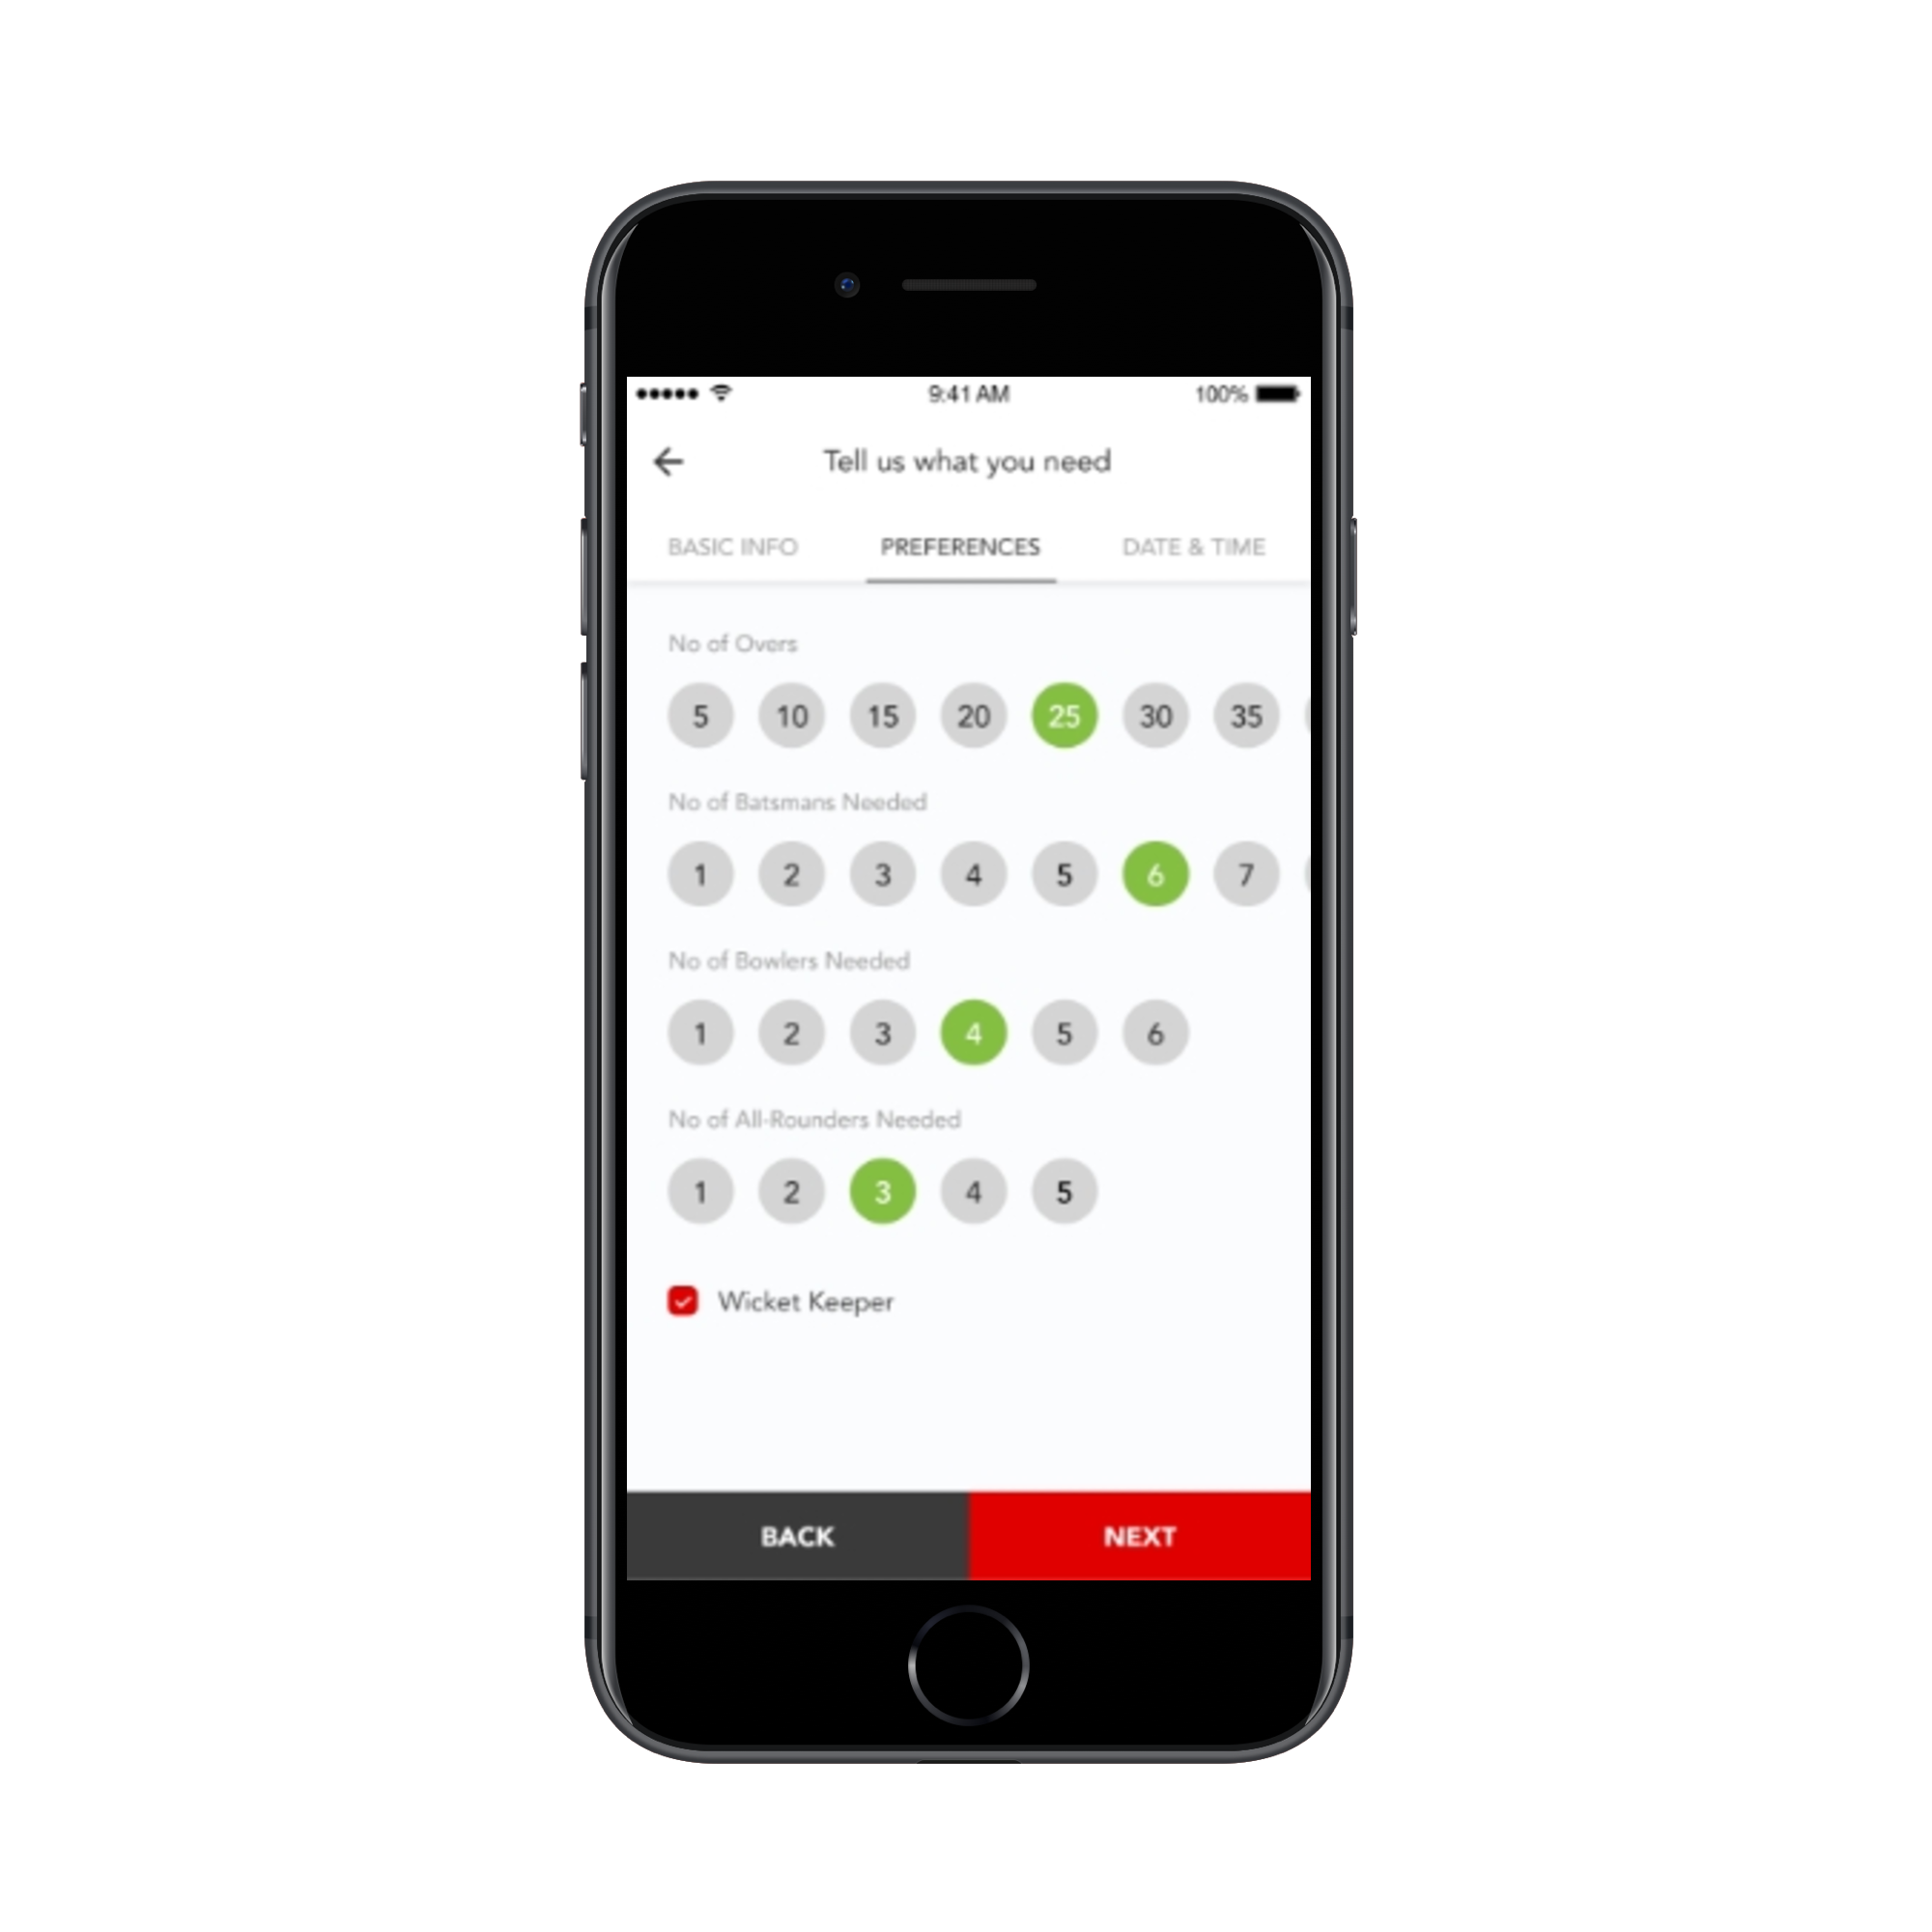 9:41 AM 100%
Tell us what you need
BASIC INFO PREFERENCES DATE & TIME
No of Overs
5 10 15 20 25 30 35
No of Batsmans Needed
1 2 3 4 5 6 7
No of Bowlers Needed
1 2 3 4 5 6
No of All-Rounders Needed
1 2 3 4 5
Wicket Keeper
BACK NEXT